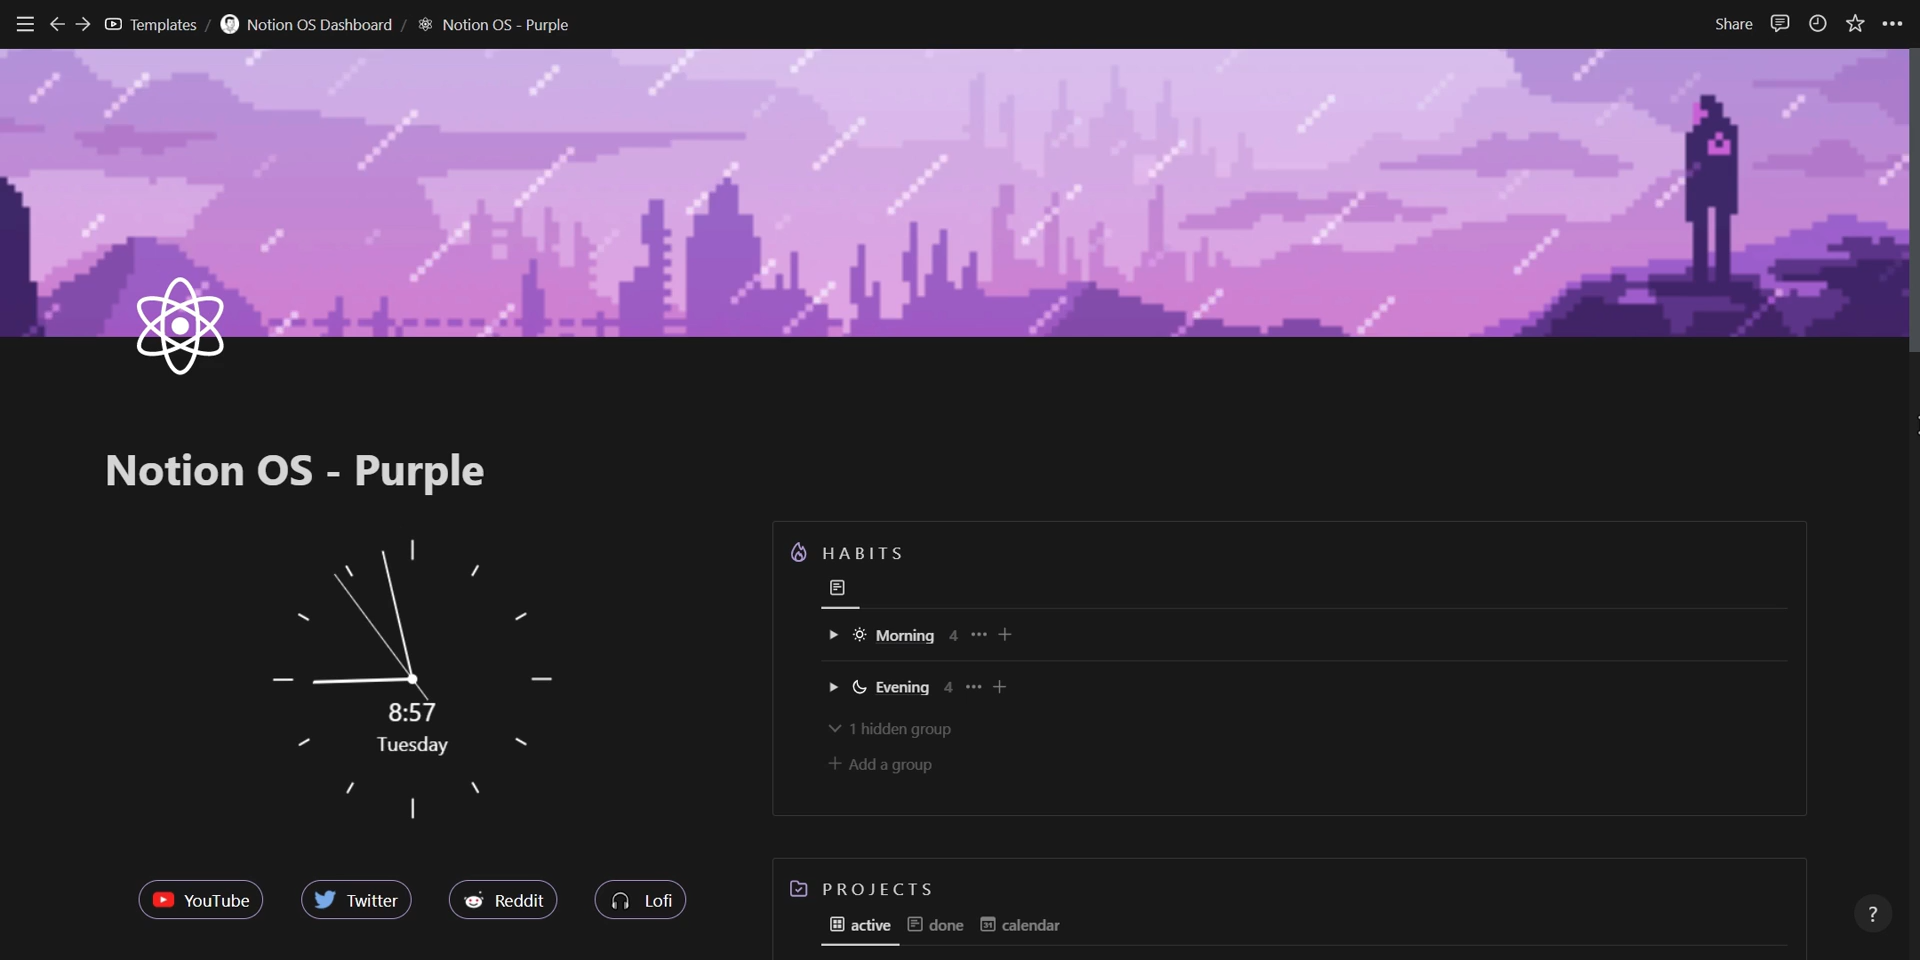 Templates / Notion OS Dashboard / Notion OS - Purple
Share
Notion OS - Purple
8:57
Tuesday
YouTube
Twitter
Reddit
Lofi
HABITS
Morning 4
Evening 4
1 hidden group
Add a group
PROJECTS
active
done
31 calendar
?